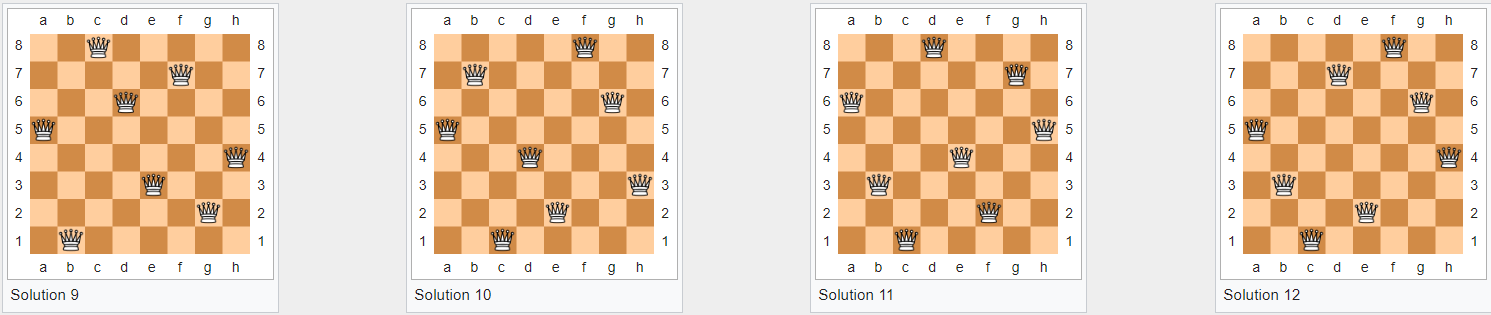 a b c d e f g h a b c d e f g h a b c d e f g h a b c d e f g h
8 8 8 8 8 8 8 8
7 7 7 7 7 7 7 7
6 6 6 6 6 6 6 6
5 5 5 5 5 5 5 5
4 4 4 4 4 4 4 4
3 3 3 3 3 3 3 3
2 2 2 2 2 2 2 2
1 1 1 1 1 1 1 1
a b c d e f g h a b c d e f g h a b c d e f g h a b c d e f g h
Solution 9 Solution 10 Solution 11 Solution 12